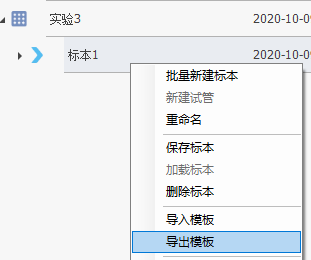 实验3 2020-10-0
标本1 2020-10-0
批量新建标本
新建试管
重命名
保存标本
加载标本
删除标本
导入模板
导出模板